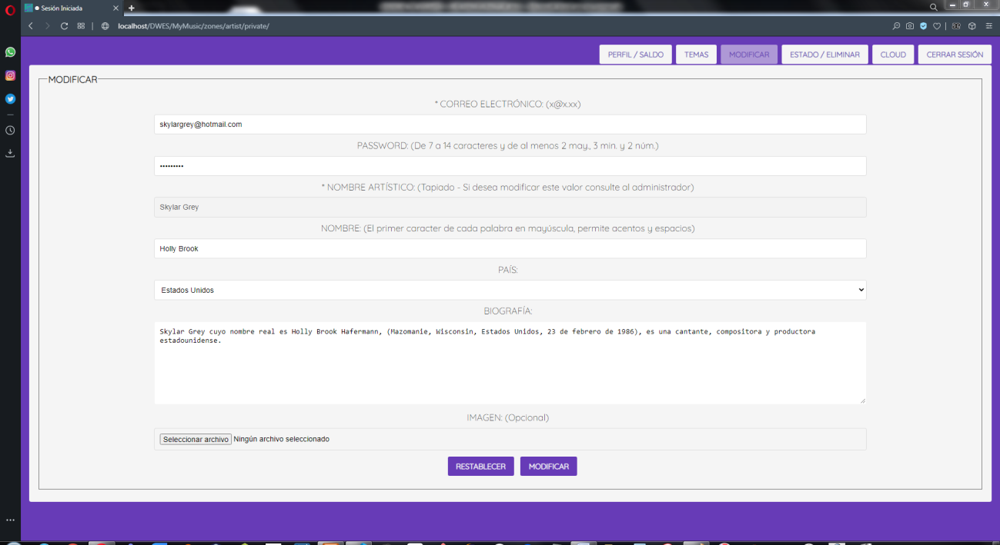 Sesión Iniciada
localhost/DWES/MyMusic/zones/artist/private/
PERFIL / SALDO
TEMAS
MODIFICAR
ESTADO / ELIMINAR
CLOUD
CERRAR SESIÓN
MODIFICAR
* CORREO ELECTRÓNICO: (x@x.xx)
skylargrey@hotmail.com
PASSWORD: (De 7 a 14 caracteres y de al menos 2 may., 3 min. y 2 núm.)
•••••••••
* NOMBRE ARTÍSTICO: (Tapiado - Si desea modificar este valor consulte al administrador)
Skylar Grey
NOMBRE: (El primer caracter de cada palabra en mayúscula, permite acentos y espacios)
Holly Brook
PAÍS:
Estados Unidos
BIOGRAFÍA:
Skylar Grey cuyo nombre real es Holly Brook Hafermann, (Mazomanie, Wisconsin, Estados Unidos, 23 de febrero de 1986), es una cantante, compositora y productora
estadounidense.
IMAGEN: (Opcional)
Seleccionar archivo Ningún archivo seleccionado
RESTABLECER
MODIFICAR